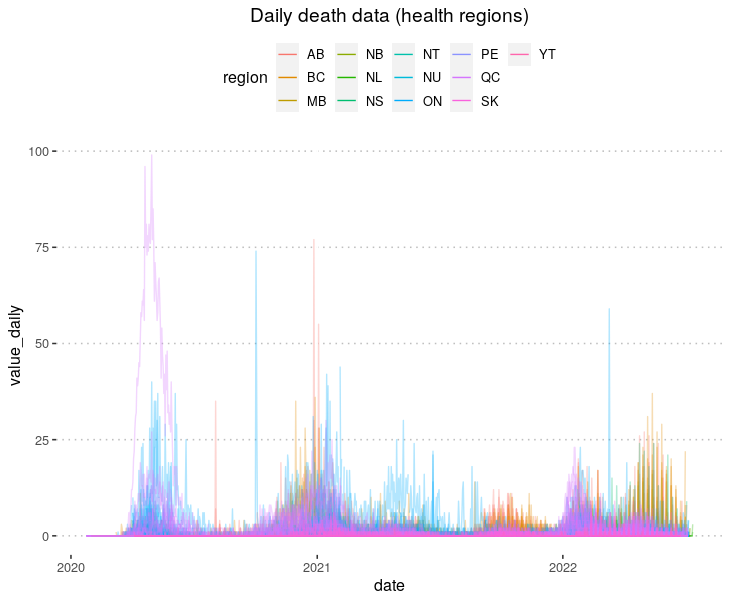 Daily death data (health regions)
AB NB NT PE YT
region BC NL NU QC
MB NS ON SK
100
75
50
25
0
value_daily
2020 2021 2022
date